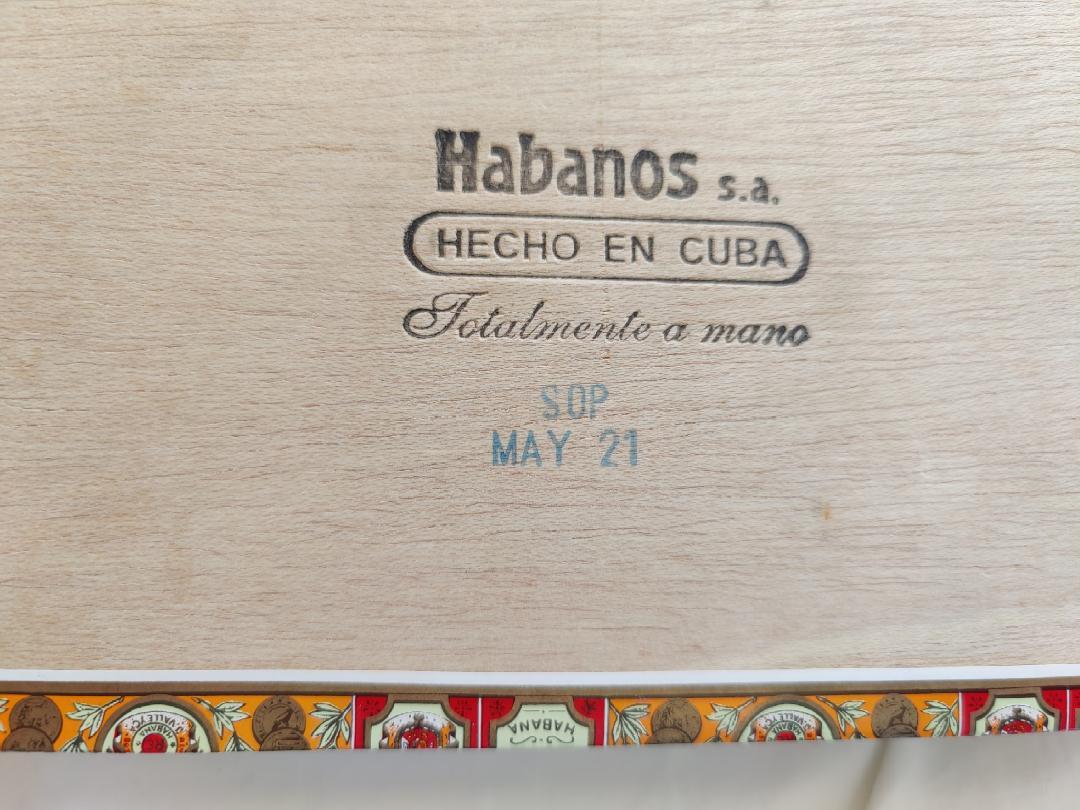 Habanos s.a.
HECHO EN CUBA
Totalmente a mano
SOP
MAY 21
HABANA